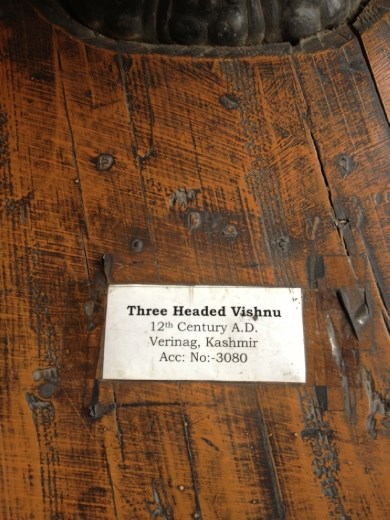 Three Headed Vishnu
12th Century A.D.
Verinag, Kashmir
Acc: No:-3080